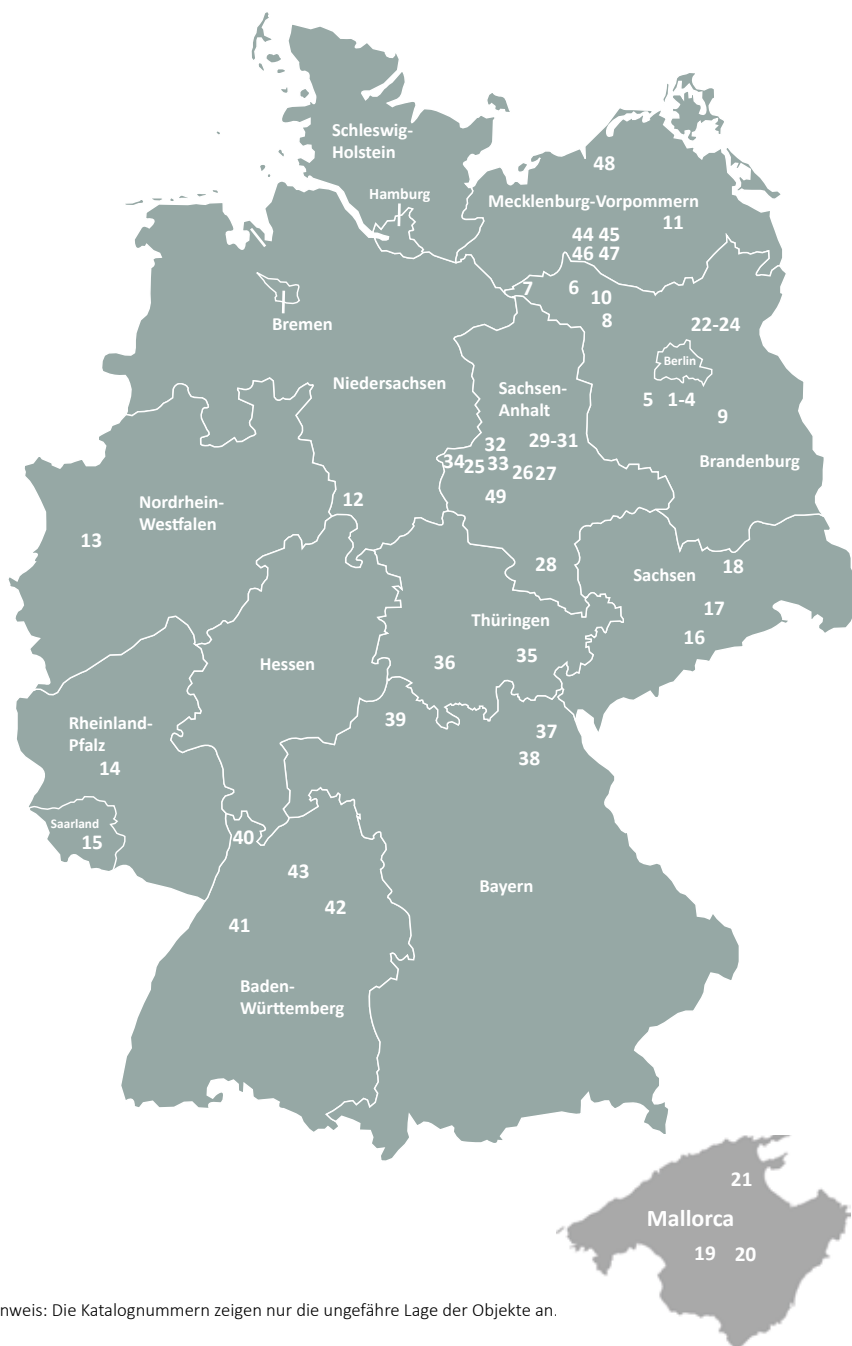 Schleswig-
Holstein
48
Hamburg
Mecklenburg-Vorpommern
11
44 45
46 47
7
6
10
8
22-24
Bremen
Berlin
Niedersachsen
Sachsen-
Anhalt
5
1-4
9
32
29-31
34
25
33
26
27
Brandenburg
49
12
Nordrhein-
Westfalen
13
28
Sachsen
18
17
16
Thüringen
36
35
Hessen
39
37
38
Rheinland-
Pfalz
14
Saarland
15
40
43
42
41
Bayern
Baden-
Württemberg
21
Mallorca
19
20
nweis: Die Katalognummern zeigen nur die ungefähre Lage der Objekte an.